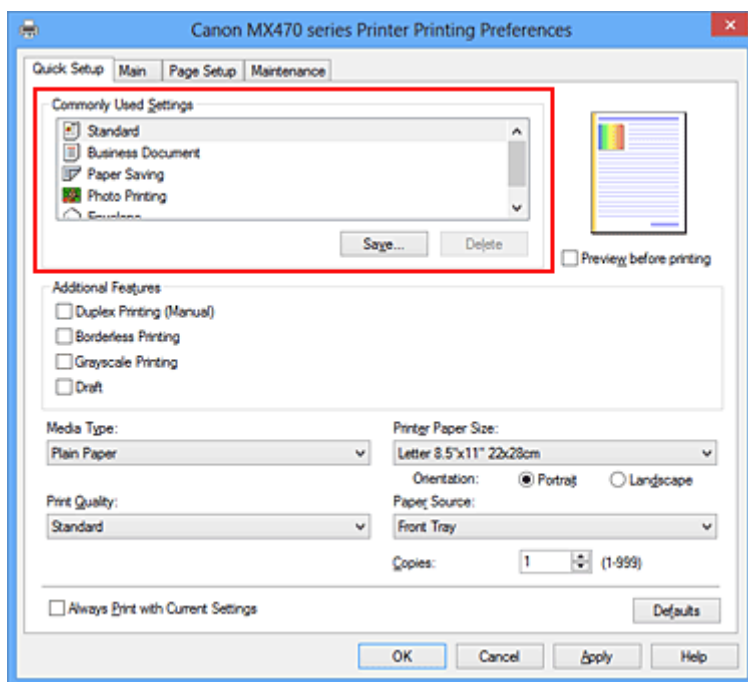 Canon MX470 series Printer Printing Preferences
Quick Setup Main Page Setup Maintenance
Commonly Used Settings
Standard
Business Document
Paper Saving
Photo Printing
Envelope
Save... Delete
Preview before printing
Additional Features
Duplex Printing (Manual)
Borderless Printing
Grayscale Printing
Draft
Media Type:
Plain Paper
Printer Paper Size:
Letter 8.5"x11" 22x28cm
Orientation: Portrait Landscape
Print Quality:
Standard
Paper Source:
Front Tray
Copies: 1 (1-999)
Always Print with Current Settings
Defaults
OK Cancel Apply Help